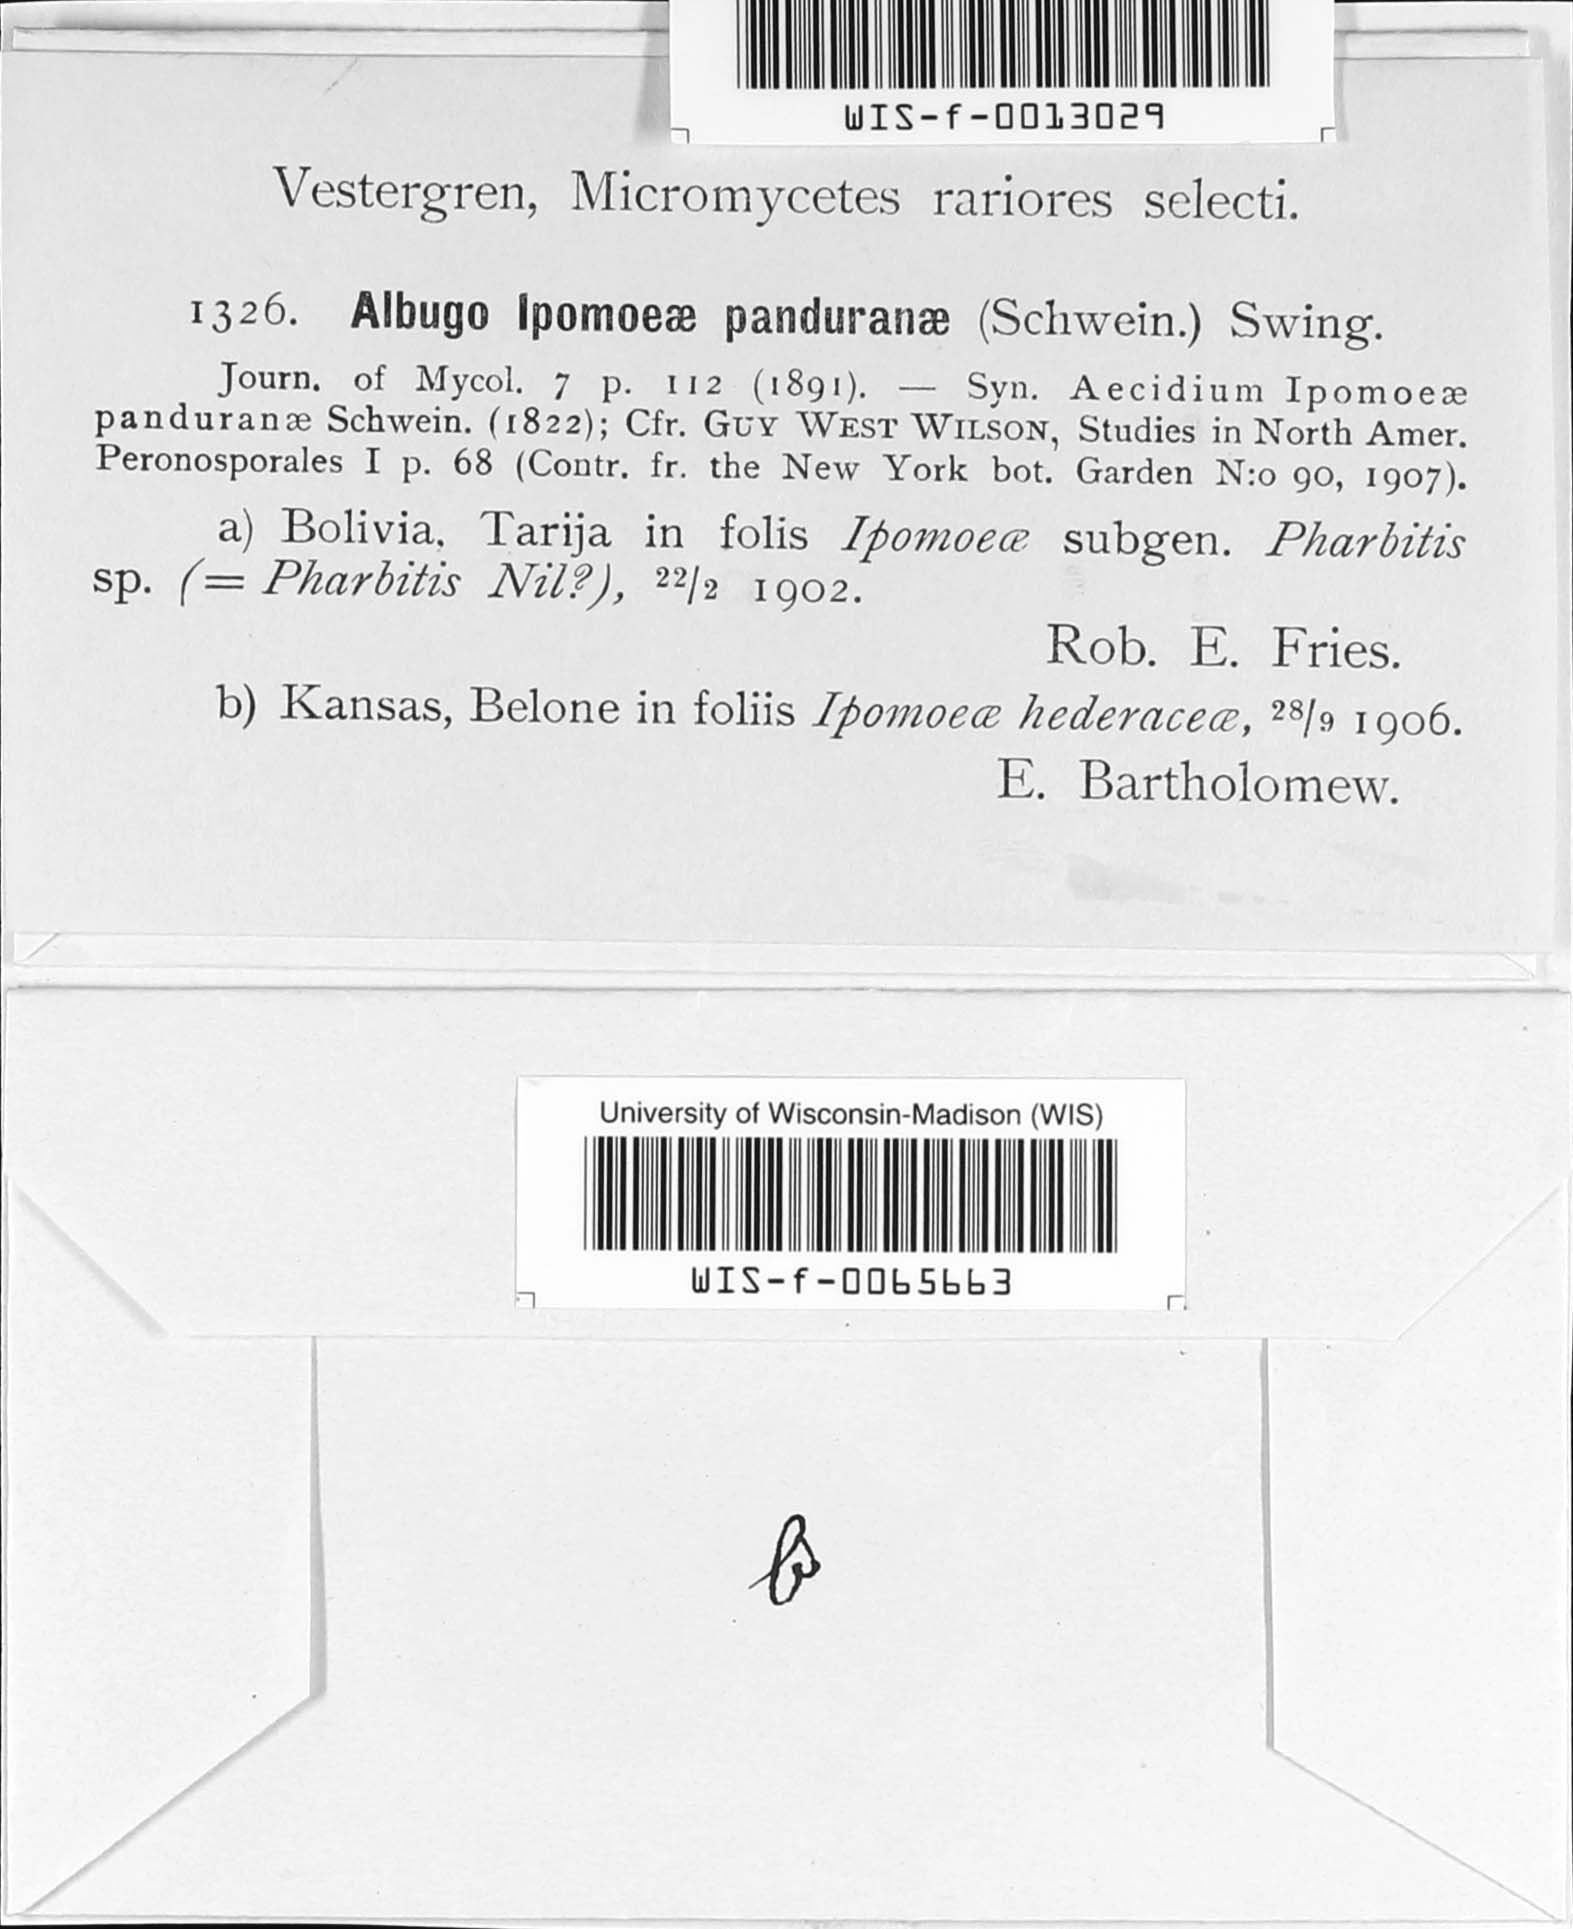 WIS-f-0013029
Vestergren, Micromycetes rariores selecti.
1326. Albugo Ipomoeæ panduranæ (Schwein.) Swing.
Journ. of Mycol. 7 p. 112 (1891). — Syn. Aecidium Ipomoeæ
panduranæ Schwein. (1822); Cfr. GUY WEST WILSON, Studies in North Amer.
Peronosporales I p. 68 (Contr. fr. the New York bot. Garden N:o 90, 1907).
a) Bolivia, Tarija in folis Ipomoeæ subgen. Pharbitis
sp. (= Pharbitis Nil?), 22/2 1902.
Rob. E. Fries.
b) Kansas, Belone in foliis Ipomoeæ hederaceæ, 28/9 1906.
E. Bartholomew.
University of Wisconsin-Madison (WIS)
WIS-f-0065663
b